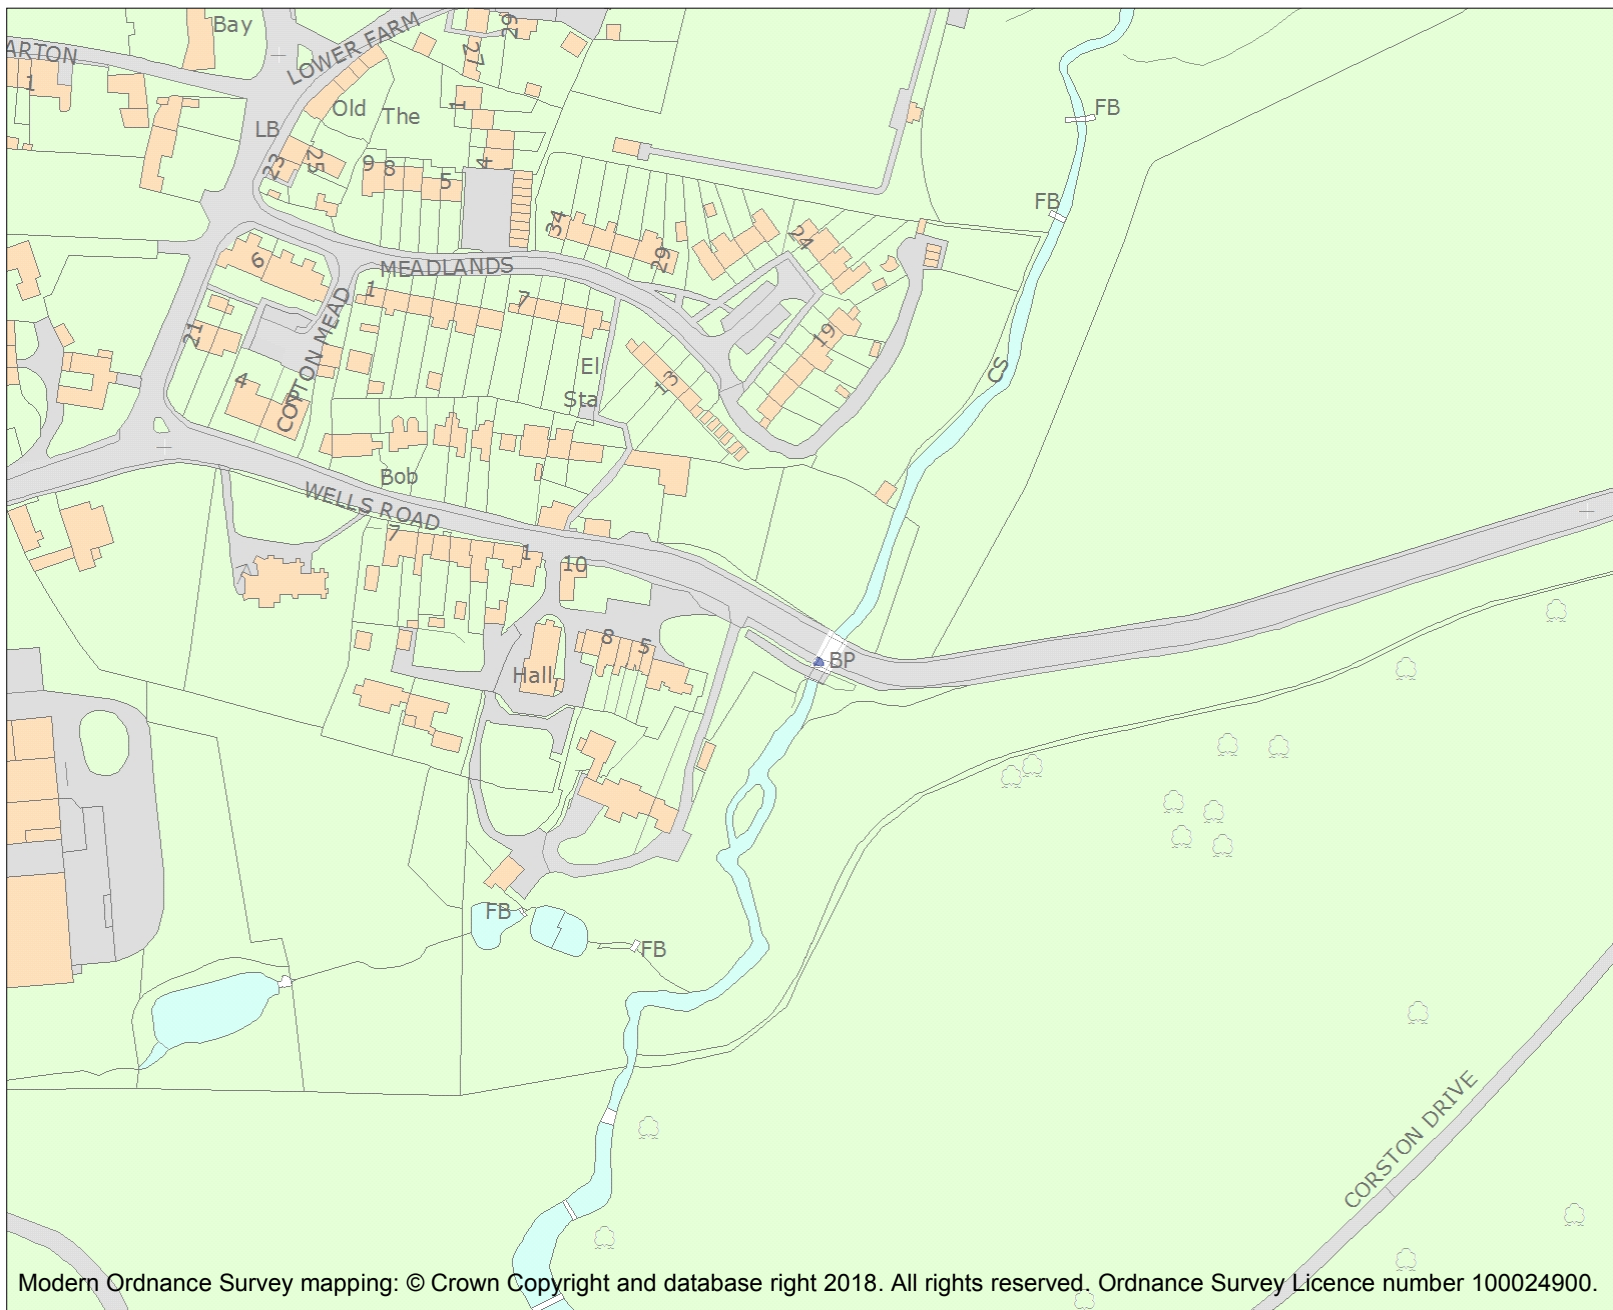 Bay
LOWER FARM
29
ARTON
27
1
Old
The
1
FB
LB
23
25
9
8
5
4
FB
34
24
29
6
MEADLANDS
1
7
COPTON MEAD
21
19
El
Sta
13
CS
4
Bob
WELLS ROAD
7
1
10
8
5
BP
Hall
FB
FB
CORSTON DRIVE
Modern Ordnance Survey mapping: © Crown Copyright and database right 2018. All rights reserved. Ordnance Survey Licence number 100024900.